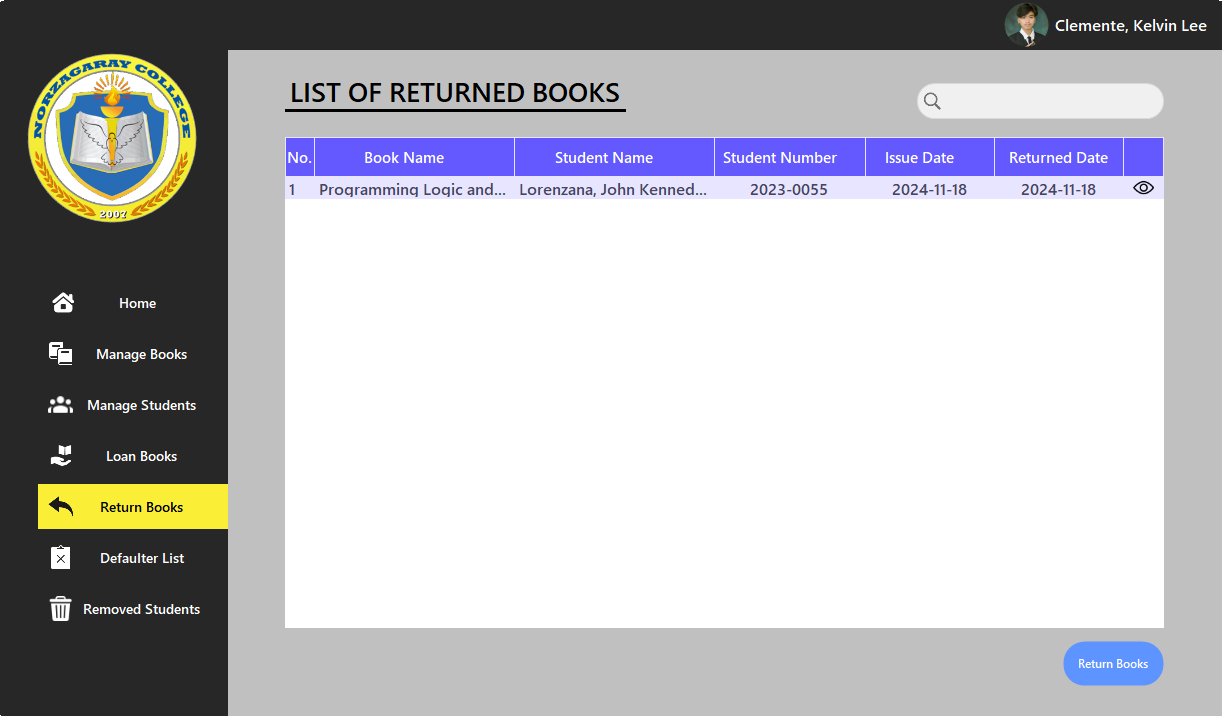 Clemente, Kelvin Lee
NORZAGARAY COLLEGE
2007
Home
Manage Books
Manage Students
Loan Books
Return Books
Defaulter List
Removed Students
LIST OF RETURNED BOOKS
No. Book Name Student Name Student Number Issue Date Returned Date
1 Programming Logic and... Lorenzana, John Kenned... 2023-0055 2024-11-18 2024-11-18
Return Books